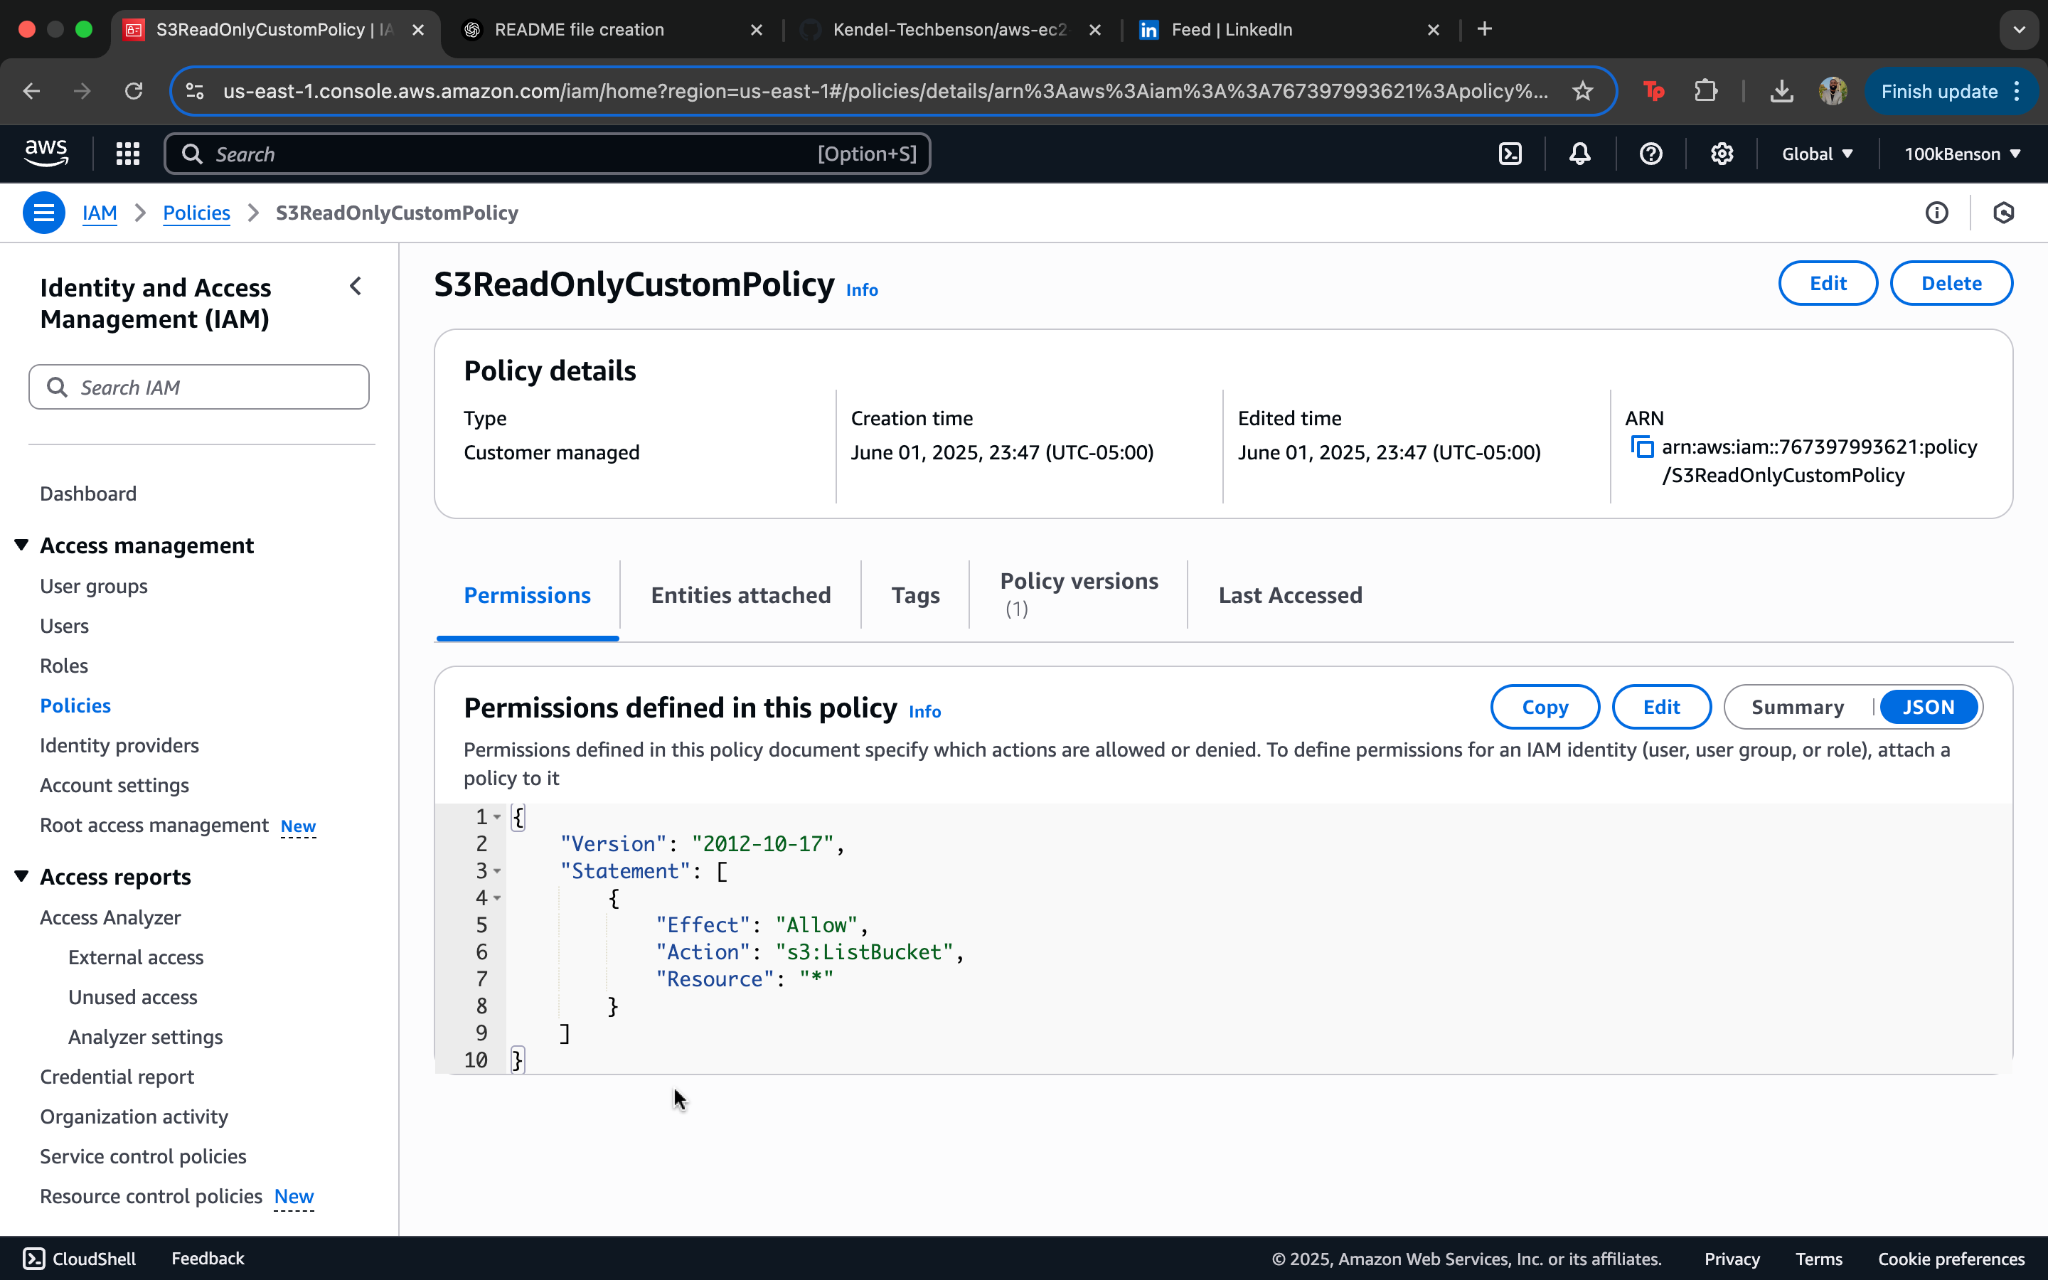 S3ReadOnlyCustomPolicy | IA
README file creation
Kendel-Techbenson/aws-ec2
Feed | LinkedIn
us-east-1.console.aws.amazon.com/iam/home?region=us-east-1#/policies/details/arn%3Aaws%3Aiam%3A%3A767397993621%3Apolicy%...
Tp
Finish update
aws
Search
[Option+S]
Global
100kBenson
IAM
Policies
S3ReadOnlyCustomPolicy
Identity and Access
Management (IAM)
Search IAM
Dashboard
Access management
User groups
Users
Roles
Policies
Identity providers
Account settings
Root access management New
Access reports
Access Analyzer
External access
Unused access
Analyzer settings
Credential report
Organization activity
Service control policies
Resource control policies New
S3ReadOnlyCustomPolicy Info
Edit
Delete
Policy details
Type
Customer managed
Creation time
June 01, 2025, 23:47 (UTC-05:00)
Edited time
June 01, 2025, 23:47 (UTC-05:00)
ARN
arn:aws:iam::767397993621:policy
/S3ReadOnlyCustomPolicy
Permissions
Entities attached
Tags
Policy versions
(1)
Last Accessed
Permissions defined in this policy Info
Copy
Edit
Summary
JSON
Permissions defined in this policy document specify which actions are allowed or denied. To define permissions for an IAM identity (user, user group, or role), attach a
policy to it
1 {
2 "Version": "2012-10-17",
3 "Statement": [
4 {
5 "Effect": "Allow",
6 "Action": "s3:ListBucket",
7 "Resource": "*"
8 }
9 ]
10 }
CloudShell
Feedback
© 2025, Amazon Web Services, Inc. or its affiliates.
Privacy
Terms
Cookie preferences